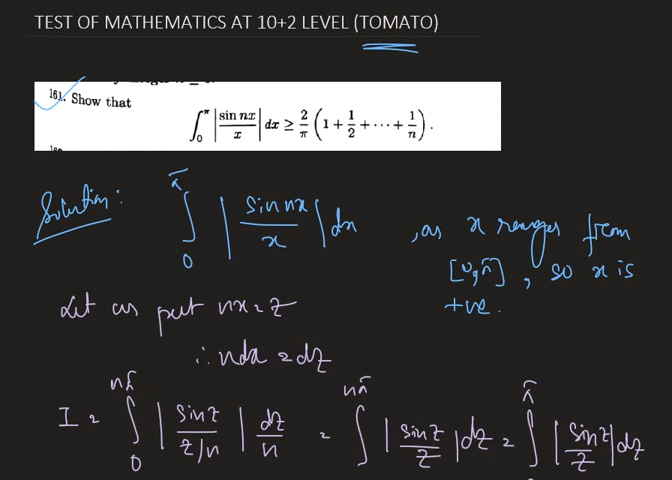 TEST OF MATHEMATICS AT 10+2 LEVEL (TOMATO)
161. Show that
∫₀^π |sin nx / x| dx ≥ 2/π (1 + 1/2 + ··· + 1/n).
Solution: ∫₀^π |sin nx / x| dx , as x ranges from
[0, π], so x is
+ve.
Let us put nx = z
∴ ndx = dz
I = ∫₀^nπ |sin z / z/n| dz/n = ∫^nπ |sin z / z| dz = ∫^π |sin z / z| dz